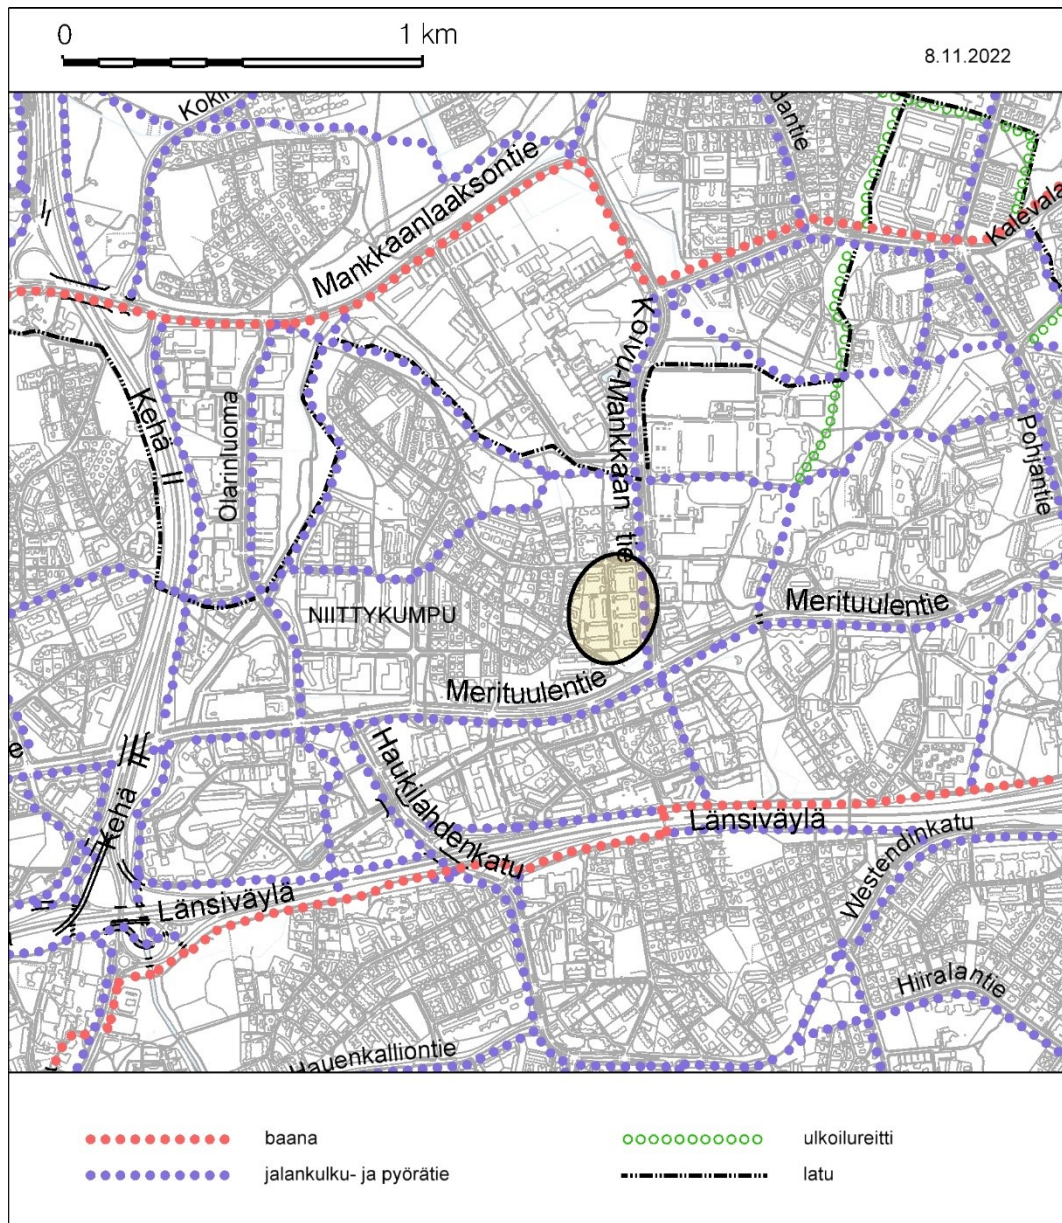 0 1 km
8.11.2022
Mankkaanlaaksontie
Kalevala
Koivu-Mankkaan tie
Kehä II
Olarinluoma
Pohjantie
NIITTYKUMPU
Merituulentie
Merituulentie
Haukilahdenkatu
Kehä
Länsiväylä
Länsiväylä
Westendinkatu
Hiiralantie
Hauenkalliontie
baana
ulkoilureitti
jalankulku- ja pyörätie
latu